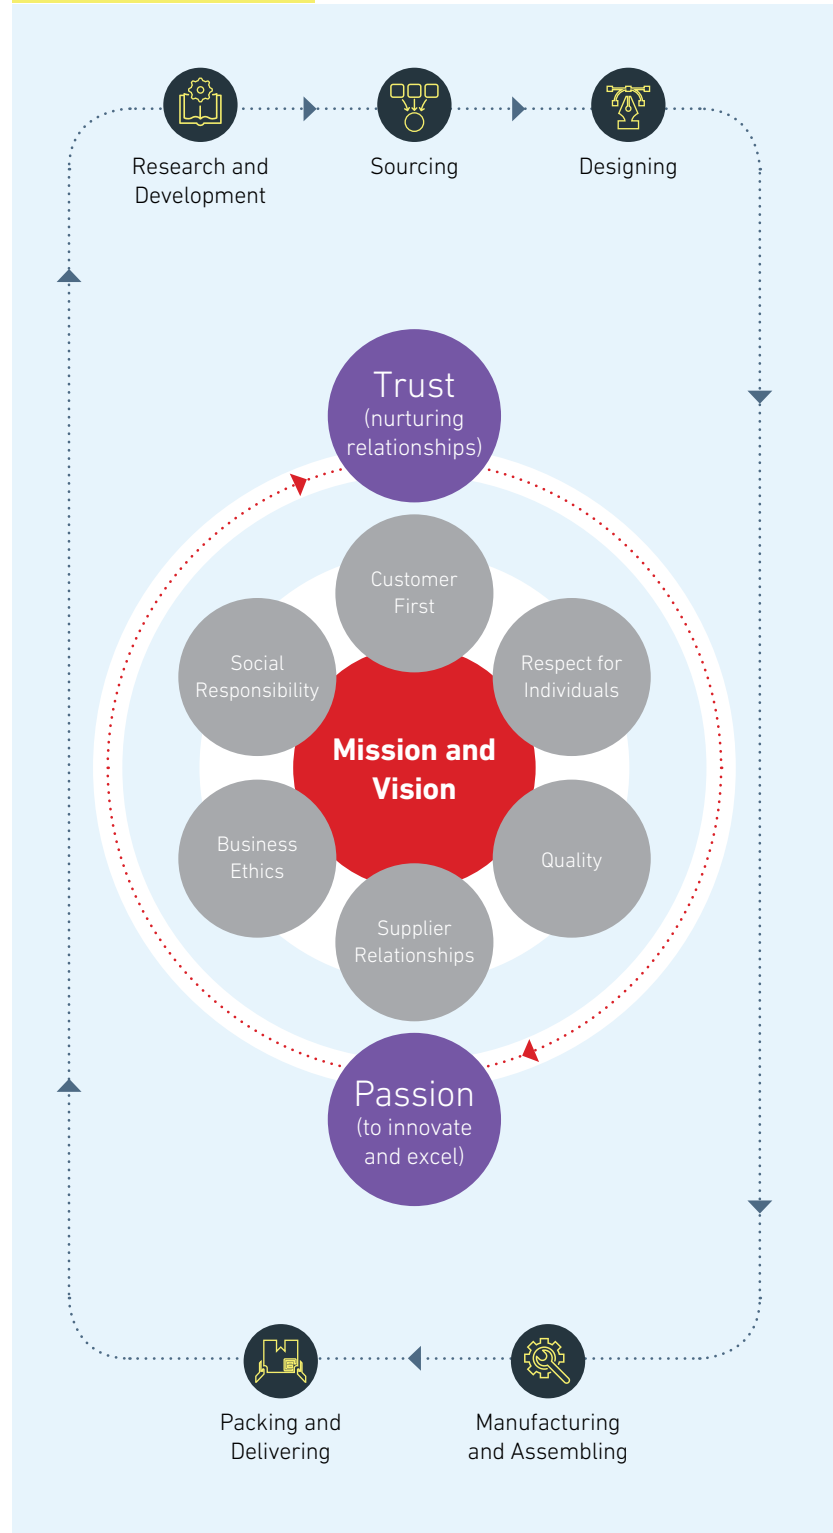 Research and
Development
Sourcing
Designing
Trust
(nurturing
relationships)
Customer
First
Social
Responsibility
Respect for
Individuals
Mission and
Vision
Business
Ethics
Quality
Supplier
Relationships
Passion
(to innovate
and excel)
Packing and
Delivering
Manufacturing
and Assembling